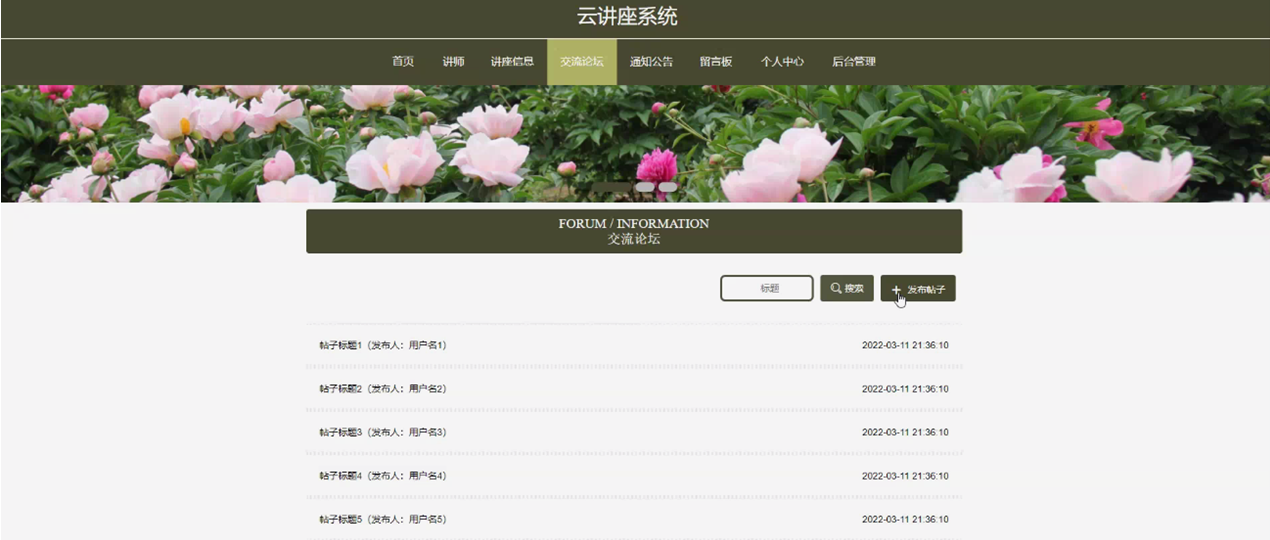 云讲座系统
首页 讲师 讲座信息 交流论坛 通知公告 留言板 个人中心 后台管理
FORUM / INFORMATION
交流论坛
标题 搜索 + 发布帖子
帖子标题1（发布人：用户名1） 2022-03-11 21:36:10
帖子标题2（发布人：用户名2） 2022-03-11 21:36:10
帖子标题3（发布人：用户名3） 2022-03-11 21:36:10
帖子标题4（发布人：用户名4） 2022-03-11 21:36:10
帖子标题5（发布人：用户名5） 2022-03-11 21:36:10